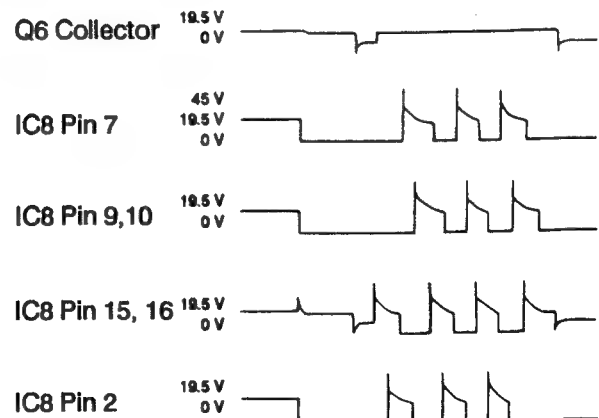 Q6 Collector 19.5 V
0 V
45 V
IC8 Pin 7 19.5 V
0 V
IC8 Pin 9,10 19.5 V
0 V
IC8 Pin 15, 16 19.5 V
0 V
IC8 Pin 2 19.5 V
0 V